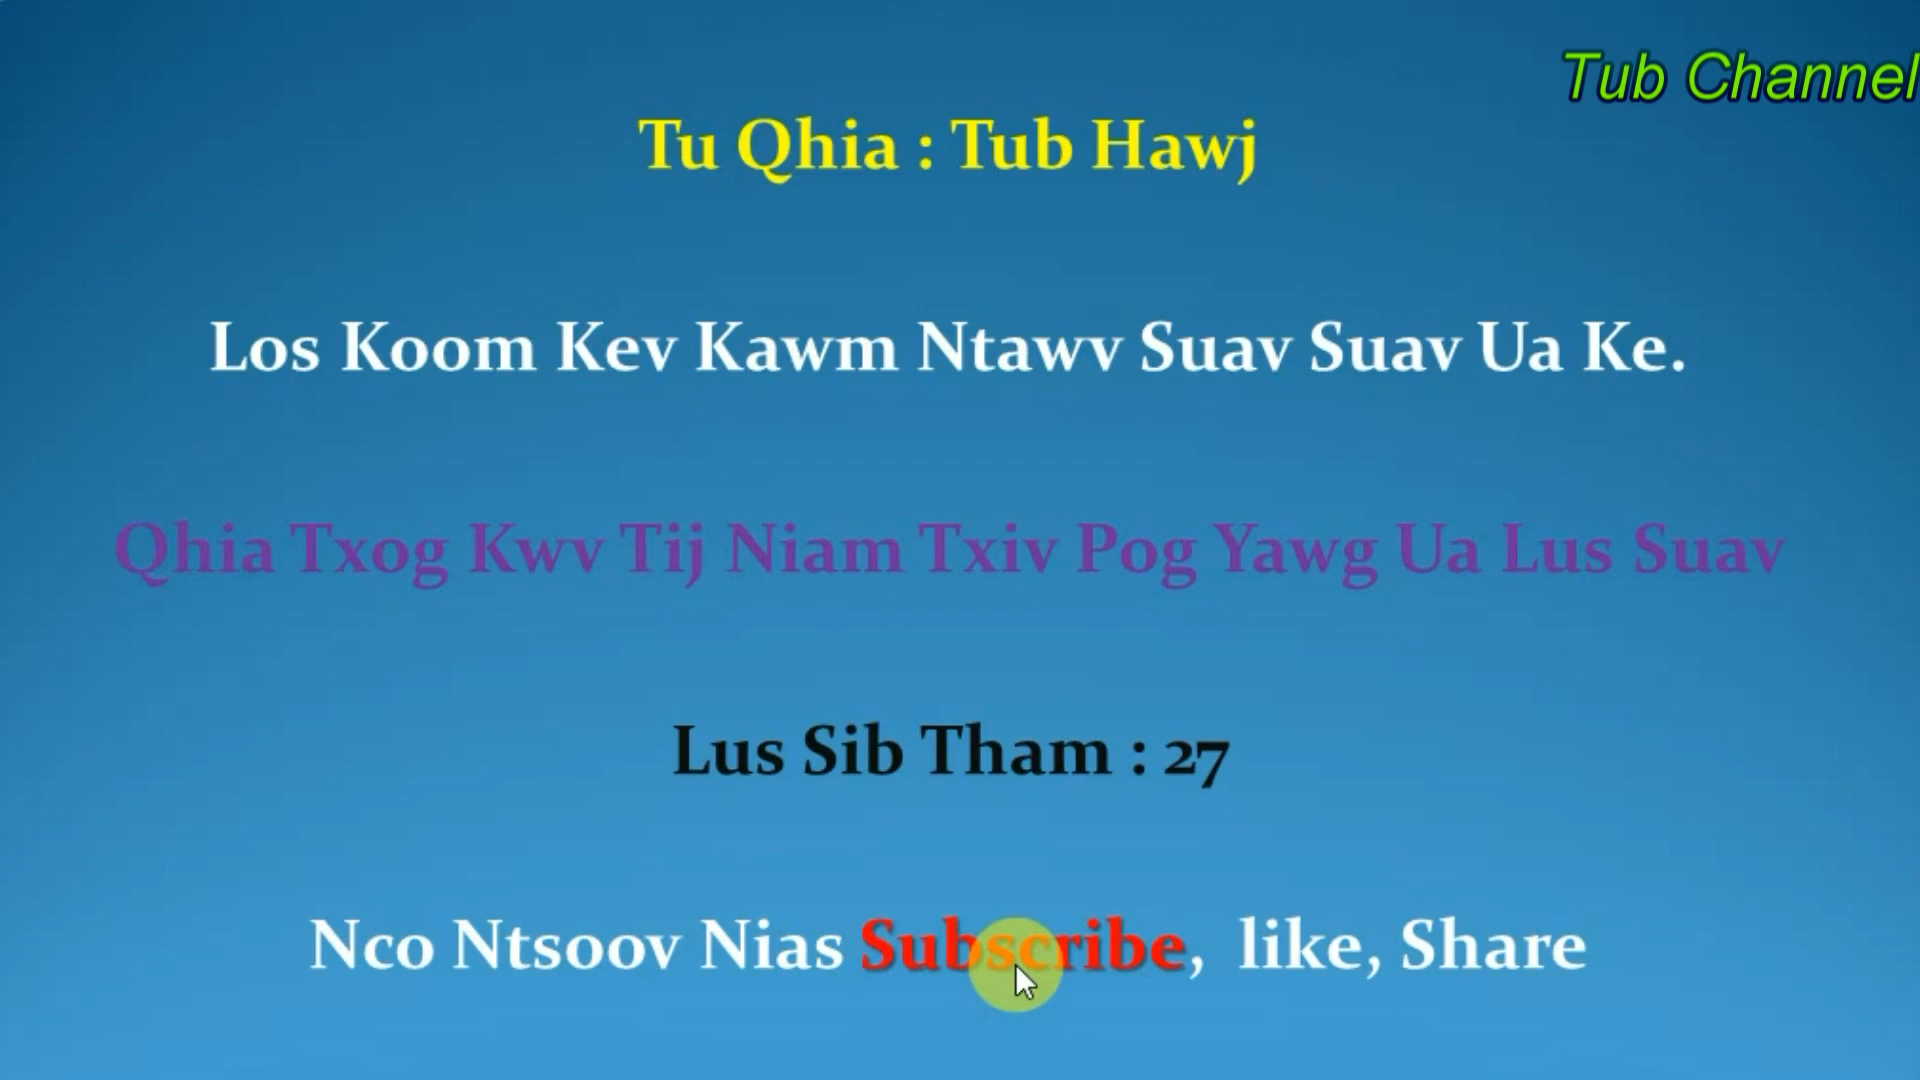 Tub Channel
Tu Qhia : Tub Hawj
Los Koom Kev Kawm Ntawv Suav Suav Ua Ke.
Qhia Txog Kwv Tij Niam Txiv Pog Yawg Ua Lus Suav
Lus Sib Tham : 27
Nco Ntsoov Nias Subscribe, like, Share